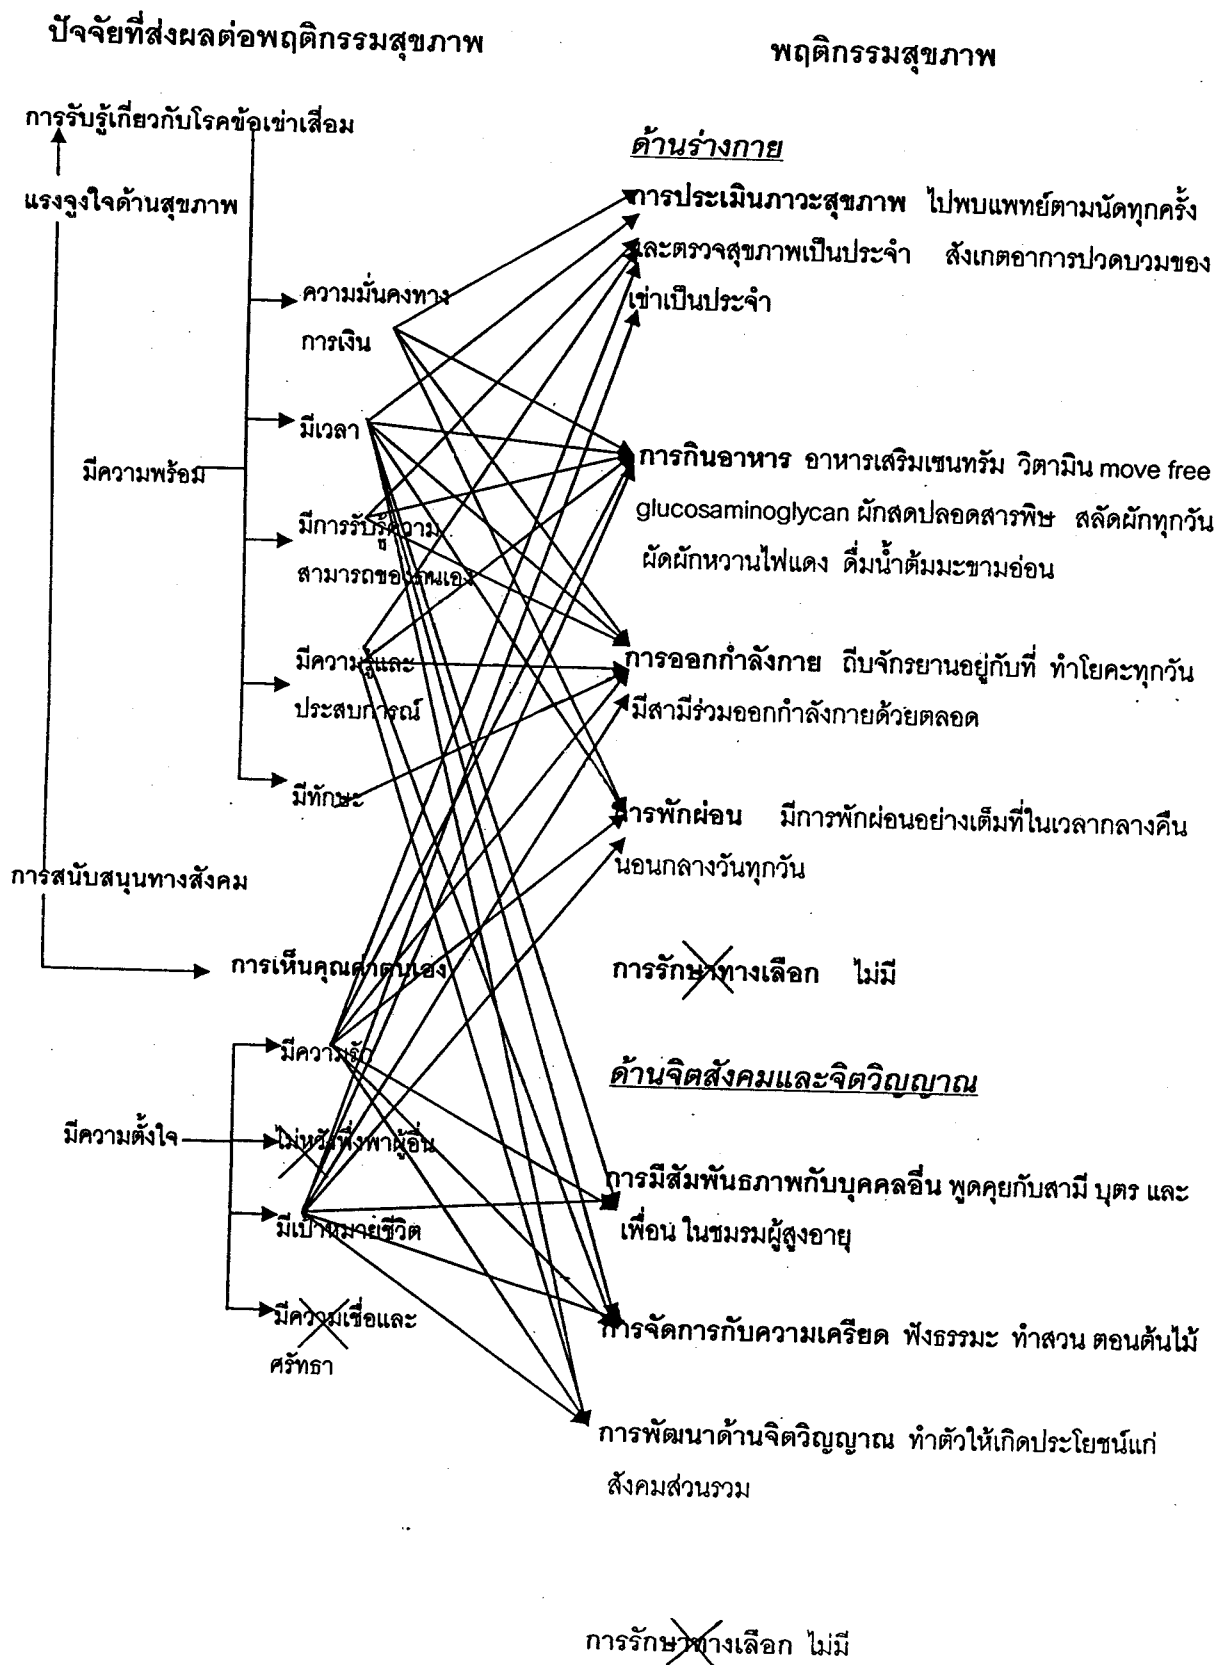 ปัจจัยที่ส่งผลต่อพฤติกรรมสุขภาพ
พฤติกรรมสุขภาพ
การรับรู้เกี่ยวกับโรคข้อเข่าเสื่อม
แรงจูงใจด้านสุขภาพ
ความมั่นคงทาง
การเงิน
มีเวลา
มีความพร้อม
มีการรับรู้ความ
สามารถของตนเอง
มีความรู้และ
ประสบการณ์
มีทักษะ
การสนับสนุนทางสังคม
การเห็นคุณค่าตนเอง
มีความรัก
มีความตั้งใจ
ไม่หวังพึ่งพาผู้อื่น
มีเป้าหมายชีวิต
มีความเชื่อและ
ศรัทธา
ด้านร่างกาย
การประเมินภาวะสุขภาพ ไปพบแพทย์ตามนัดทุกครั้ง
และตรวจสุขภาพเป็นประจำ สังเกตอาการปวดบวมของ
เข่าเป็นประจำ
การกินอาหาร อาหารเสริมเซนทรัม วิตามิน move free
glucosaminoglycan ผักสดปลอดสารพิษ สลัดผักทุกวัน
ผัดผักหวานไฟแดง ดื่มน้ำต้มมะขามอ่อน
การออกกำลังกาย ถีบจักรยานอยู่กับที่ ทำโยคะทุกวัน
มีสามีร่วมออกกำลังกายด้วยตลอด
การพักผ่อน มีการพักผ่อนอย่างเต็มที่ในเวลากลางคืน
นอนกลางวันทุกวัน
การรักษาทางเลือก ไม่มี
ด้านจิตสังคมและจิตวิญญาณ
การมีสัมพันธภาพกับบุคคลอื่น พูดคุยกับสามี บุตร และ
เพื่อน ในชมรมผู้สูงอายุ
การจัดการกับความเครียด ฟังธรรมะ ทำสวน ตอนต้นไม้
การพัฒนาด้านจิตวิญญาณ ทำตัวให้เกิดประโยชน์แก่
สังคมส่วนรวม
การรักษาทางเลือก ไม่มี